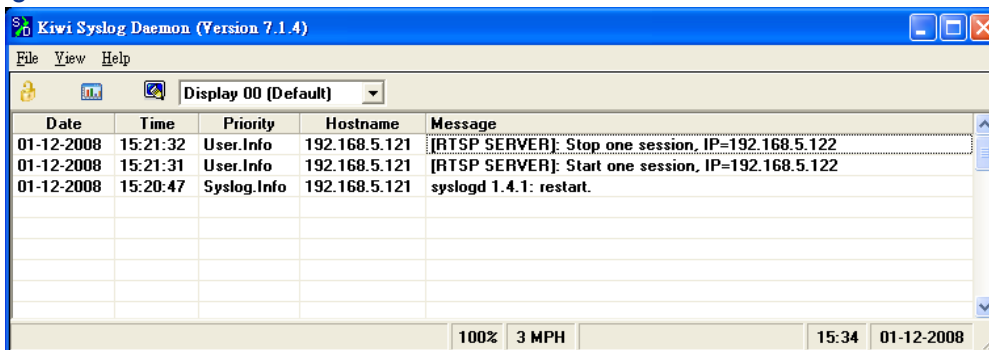 Kiwi Syslog Daemon (Version 7.1.4)
File View Help
Display 00 (Default)
Date Time Priority Hostname Message
01-12-2008 15:21:32 User.Info 192.168.5.121 [RTSP SERVER]: Stop one session, IP=192.168.5.122
01-12-2008 15:21:31 User.Info 192.168.5.121 [RTSP SERVER]: Start one session, IP=192.168.5.122
01-12-2008 15:20:47 Syslog.Info 192.168.5.121 syslogd 1.4.1: restart.
100% 3 MPH 15:34 01-12-2008